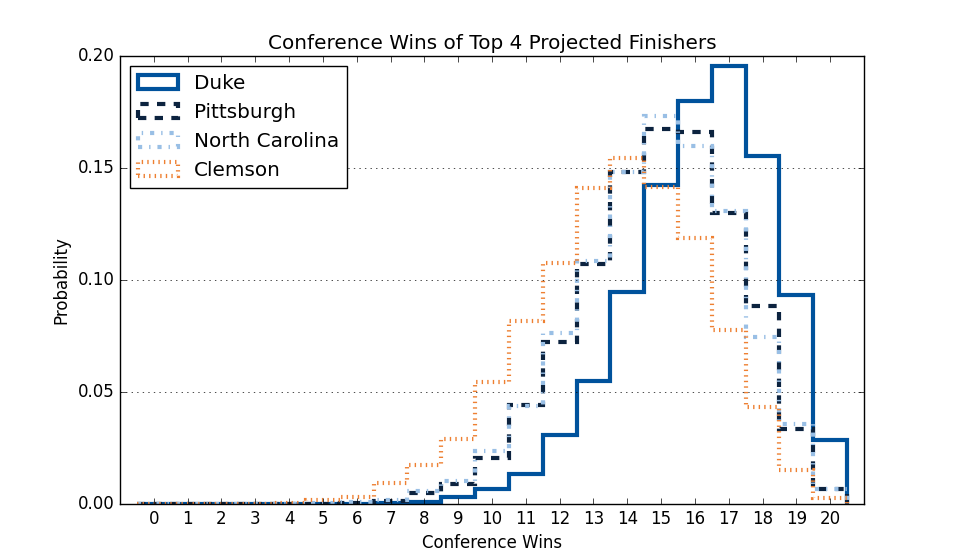 Conference Wins of Top 4 Projected Finishers
Duke
Pittsburgh
North Carolina
Clemson
Probability
0.20
0.15
0.10
0.05
0.00
0 1 2 3 4 5 6 7 8 9 10 11 12 13 14 15 16 17 18 19 20
Conference Wins